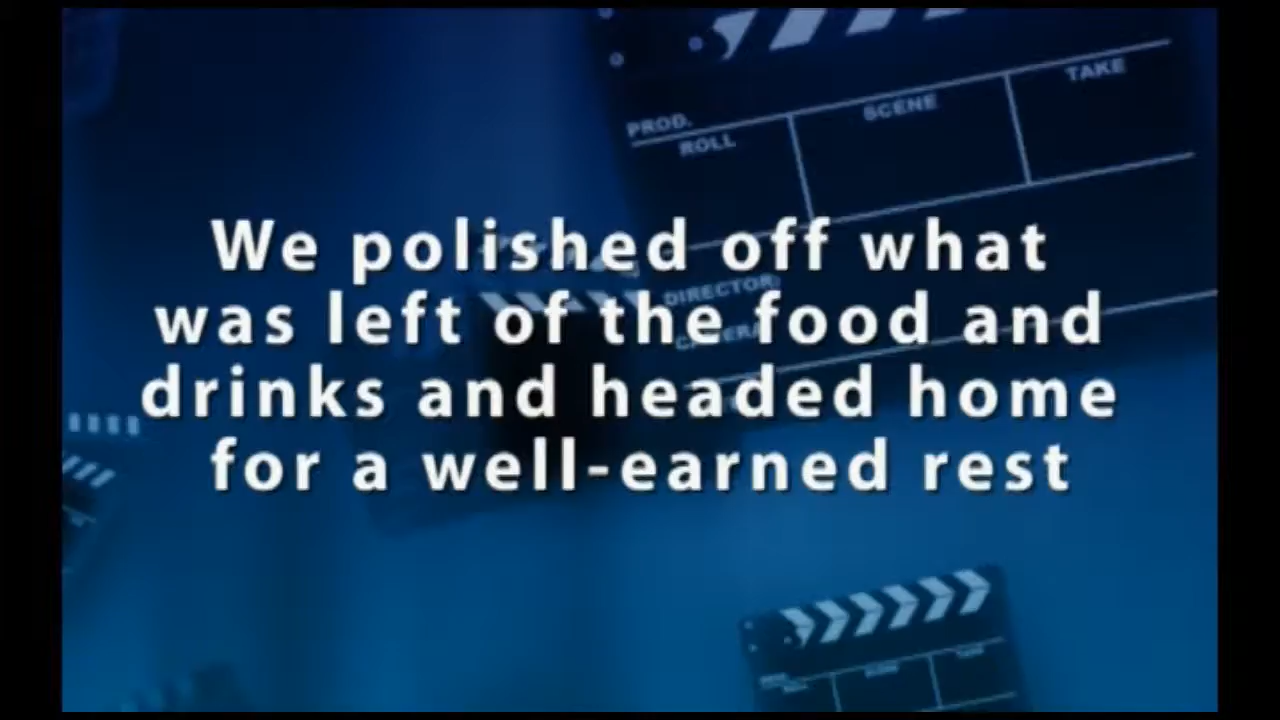 PROD.
ROLL
SCENE
TAKE
We polished off what
was left of the food and
drinks and headed home
for a well-earned rest
DIRECTOR
CAMERA